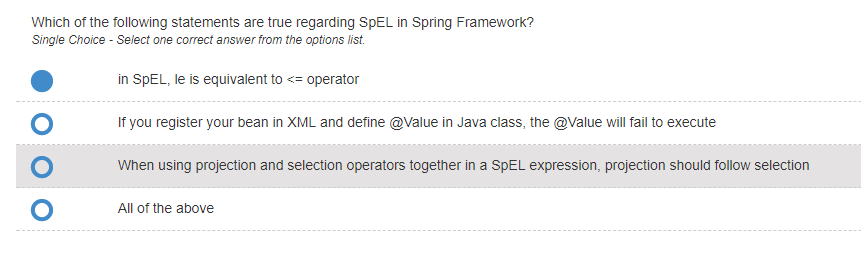 Which of the following statements are true regarding SpEL in Spring Framework?
Single Choice - Select one correct answer from the options list.
in SpEL, le is equivalent to <= operator
If you register your bean in XML and define @Value in Java class, the @Value will fail to execute
When using projection and selection operators together in a SpEL expression, projection should follow selection
All of the above